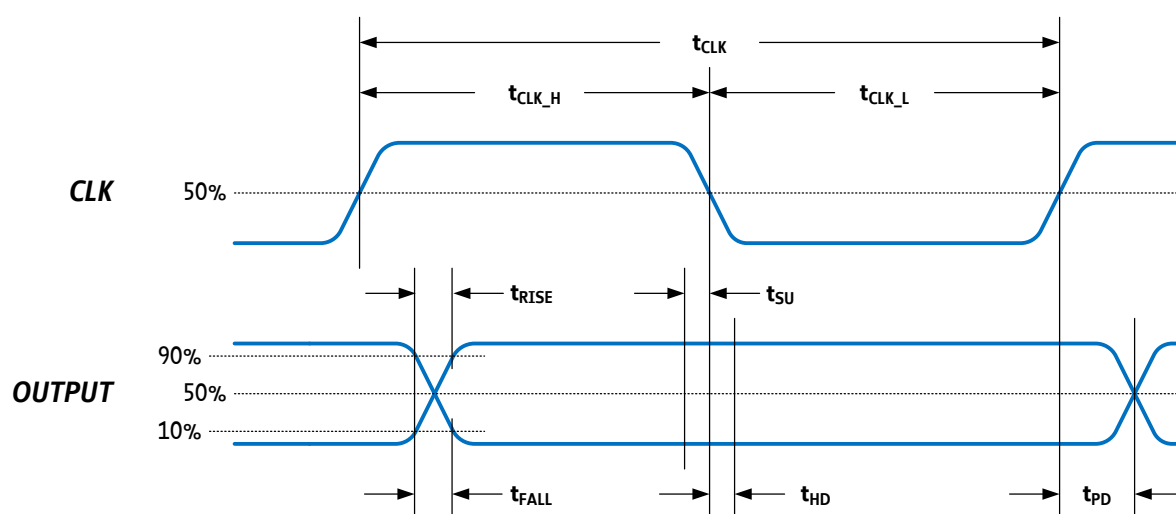 tCLK
tCLK_H
tCLK_L
CLK
50%
tRISE
tSU
90%
OUTPUT
50%
10%
tFALL
tHD
tPD